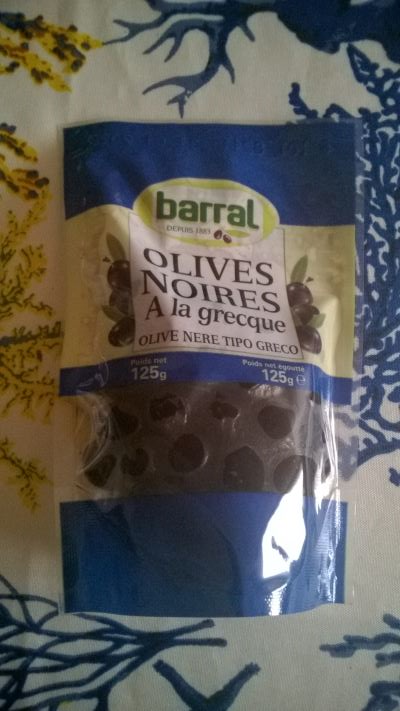 barral
DEPUIS 1883
OLIVES
NOIRES
A la grecque
OLIVE NERE TIPO GRECO
Poids net
125g
Poids net égoutté
125g e